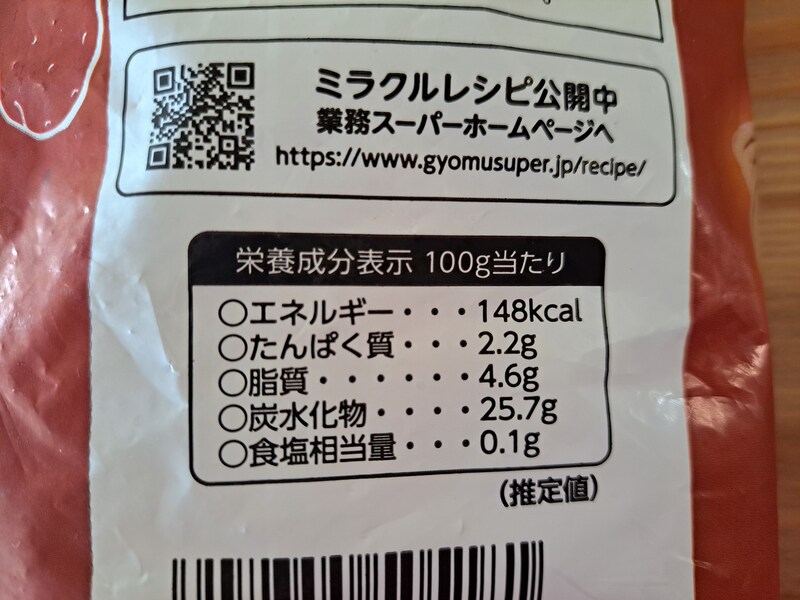 ミラクルレシピ公開中
業務スーパーホームページへ
https://www.gyomusuper.jp/recipe/
栄養成分表示 100g当たり
○エネルギー・・・148kcal
○たんぱく質・・・2.2g
○脂質・・・・・・4.6g
○炭水化物・・・・25.7g
○食塩相当量・・・0.1g
(推定値)